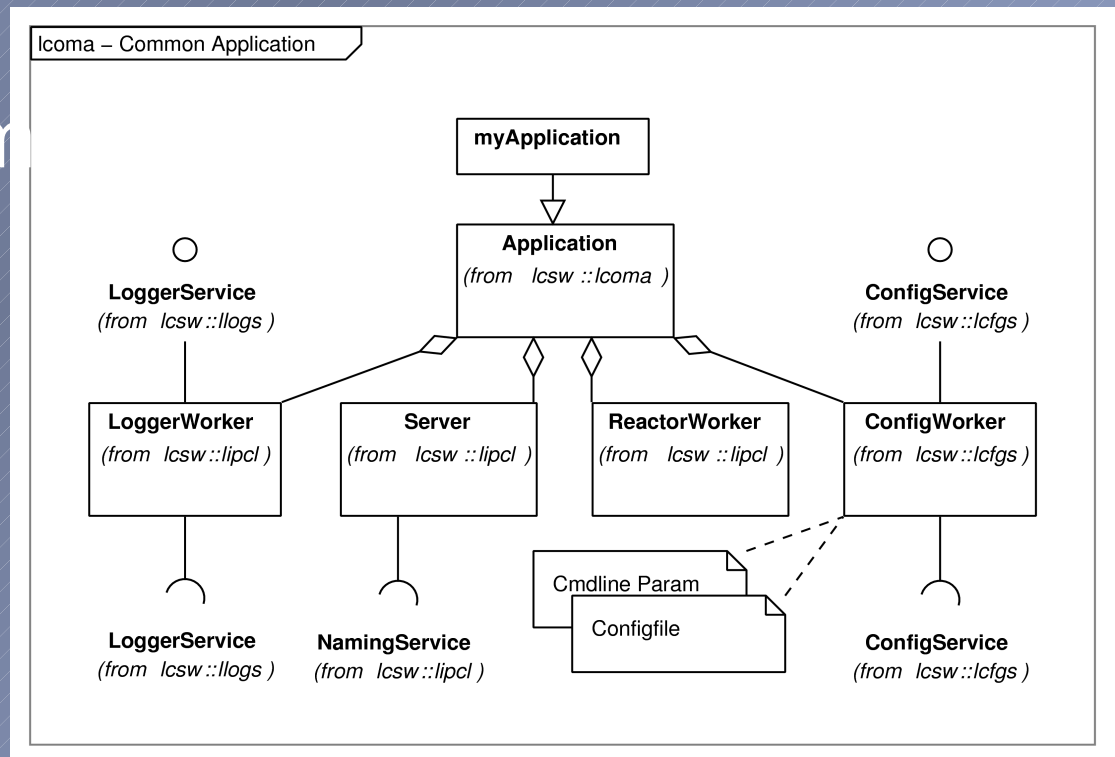 lcoma – Common Application
myApplication
Application
(from lcsw ::lcoma )
LoggerService
(from lcsw::llogs )
ConfigService
(from lcsw::lcfgs )
LoggerWorker
(from lcsw::lipcl )
Server
(from lcsw ::lipcl )
ReactorWorker
(from lcsw ::lipcl )
ConfigWorker
(from lcsw::lcfgs )
Cmdline Param
Configfile
LoggerService
(from lcsw::llogs )
NamingService
(from lcsw::lipcl )
ConfigService
(from lcsw::lcfgs )